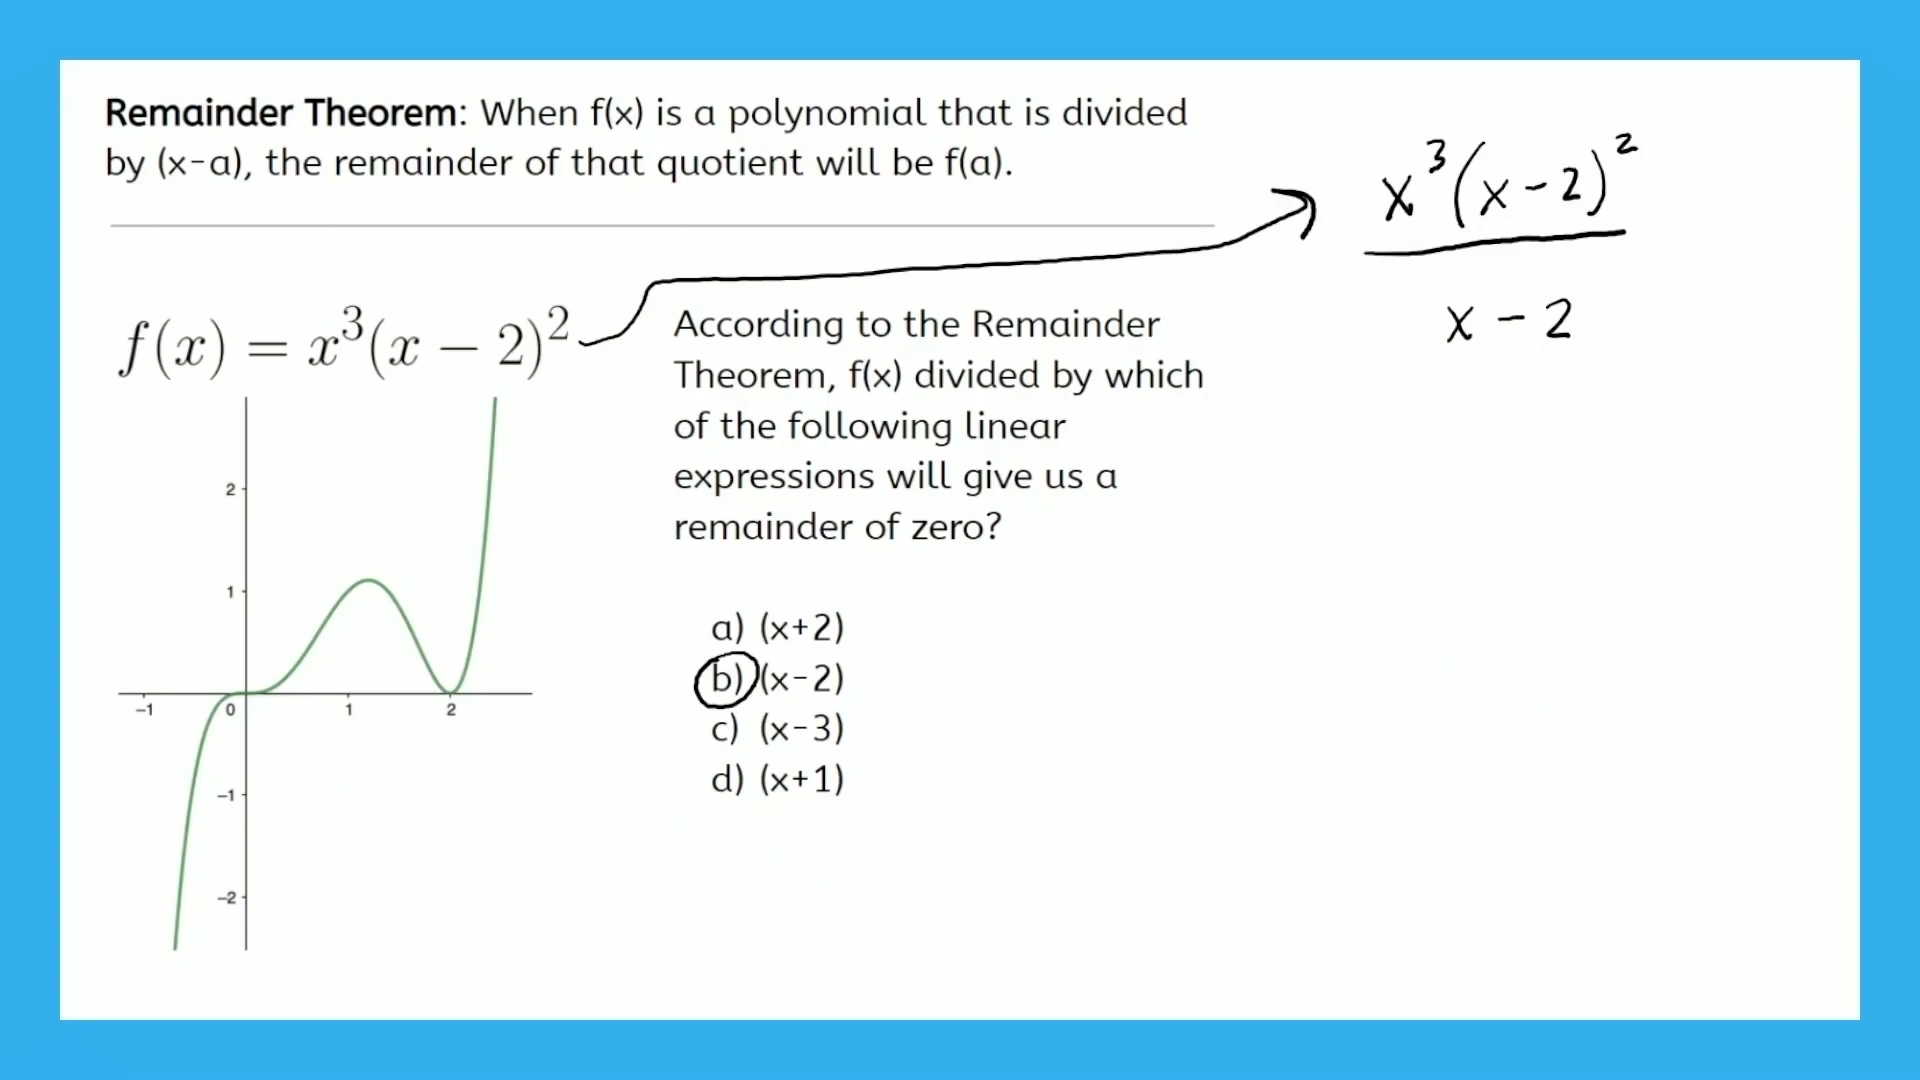 Remainder Theorem: When f(x) is a polynomial that is divided
by (x-a), the remainder of that quotient will be f(a).
x³(x-2)²
x-2
f(x) = x³(x − 2)²
According to the Remainder
Theorem, f(x) divided by which
of the following linear
expressions will give us a
remainder of zero?
a) (x+2)
b) (x-2)
c) (x-3)
d) (x+1)
2
1
−1
0
1
2
−1
−2